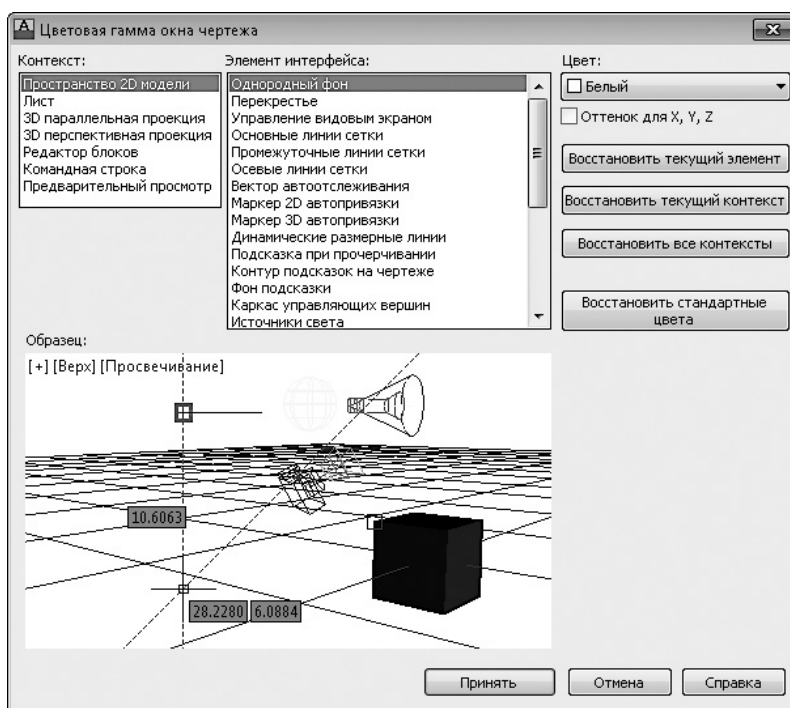 Цветовая гамма окна чертежа
Контекст:
Пространство 2D модели
Лист
3D параллельная проекция
3D перспективная проекция
Редактор блоков
Командная строка
Предварительный просмотр
Элемент интерфейса:
Однородный фон
Перекрестье
Управление видовым экраном
Основные линии сетки
Промежуточные линии сетки
Осевые линии сетки
Вектор автоотслеживания
Маркер 2D автопривязки
Маркер 3D автопривязки
Динамические размерные линии
Подсказка при прочерчивании
Контур подсказок на чертеже
Фон подсказки
Каркас управляющих вершин
Источники света
Цвет:
Белый
Оттенок для X, Y, Z
Восстановить текущий элемент
Восстановить текущий контекст
Восстановить все контексты
Восстановить стандартные
цвета
Образец:
[+] [Верх] [Просвечивание]
10.6063
28.2280 6.0884
Принять Отмена Справка